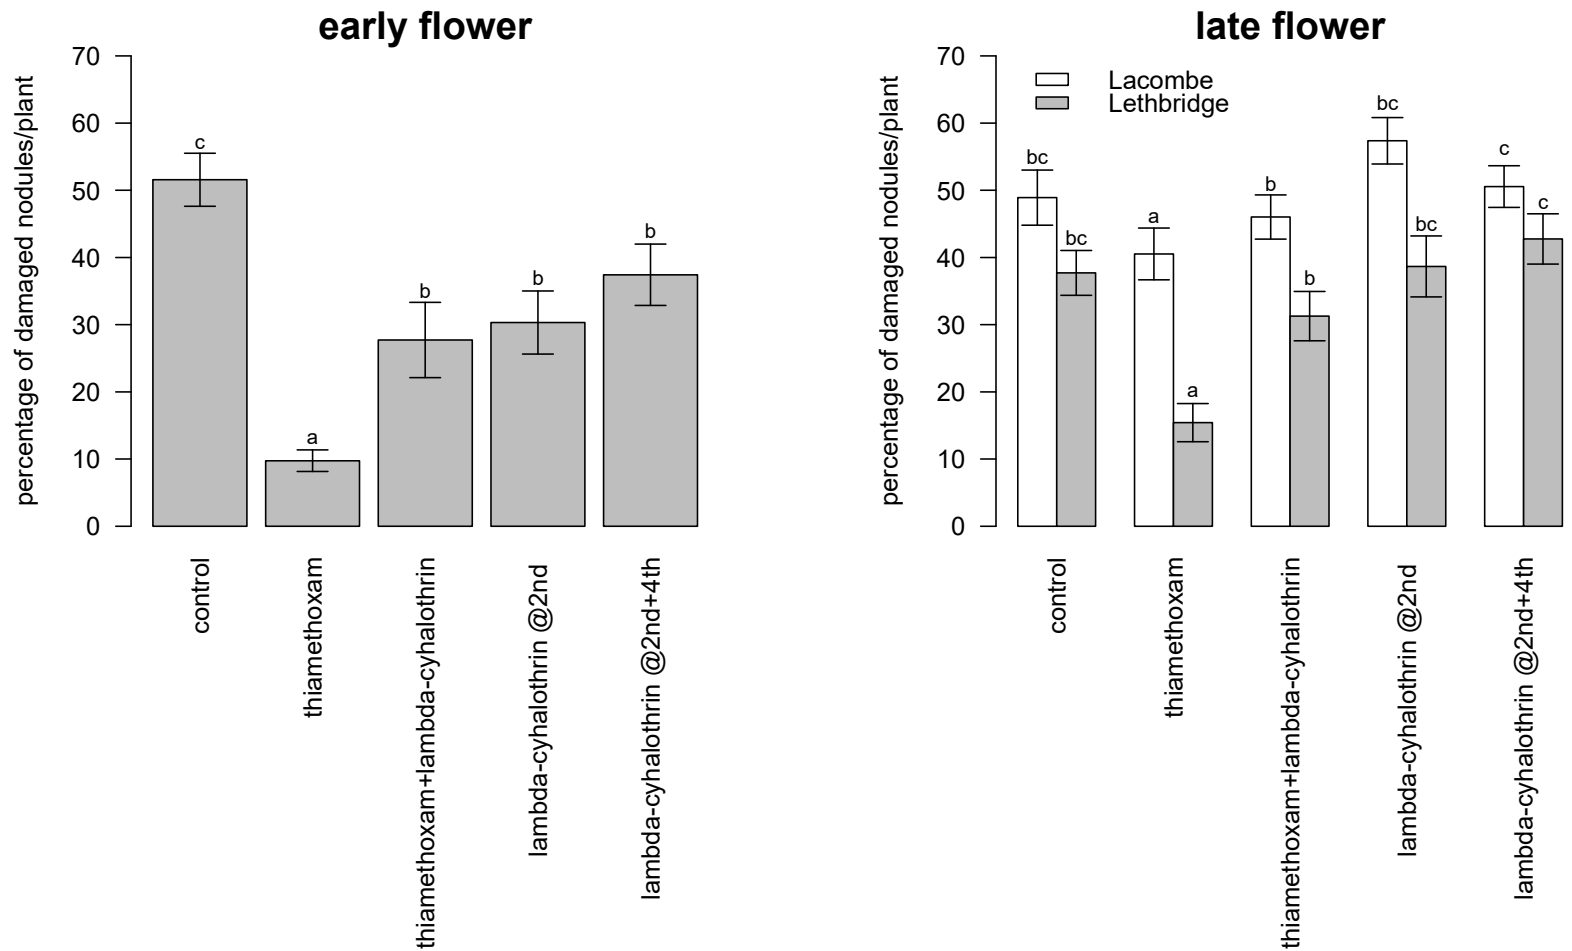 early flower
percentage of damaged nodules/plant
70
60
50
40
30
20
10
0
c
a
b
b
b
control
thiamethoxam
thiamethoxam+lambda-cyhalothrin
lambda-cyhalothrin @2nd
lambda-cyhalothrin @2nd+4th
late flower
percentage of damaged nodules/plant
70
60
50
40
30
20
10
0
Lacombe
Lethbridge
bc
bc
a
a
b
b
bc
bc
c
c
control
thiamethoxam
thiamethoxam+lambda-cyhalothrin
lambda-cyhalothrin @2nd
lambda-cyhalothrin @2nd+4th